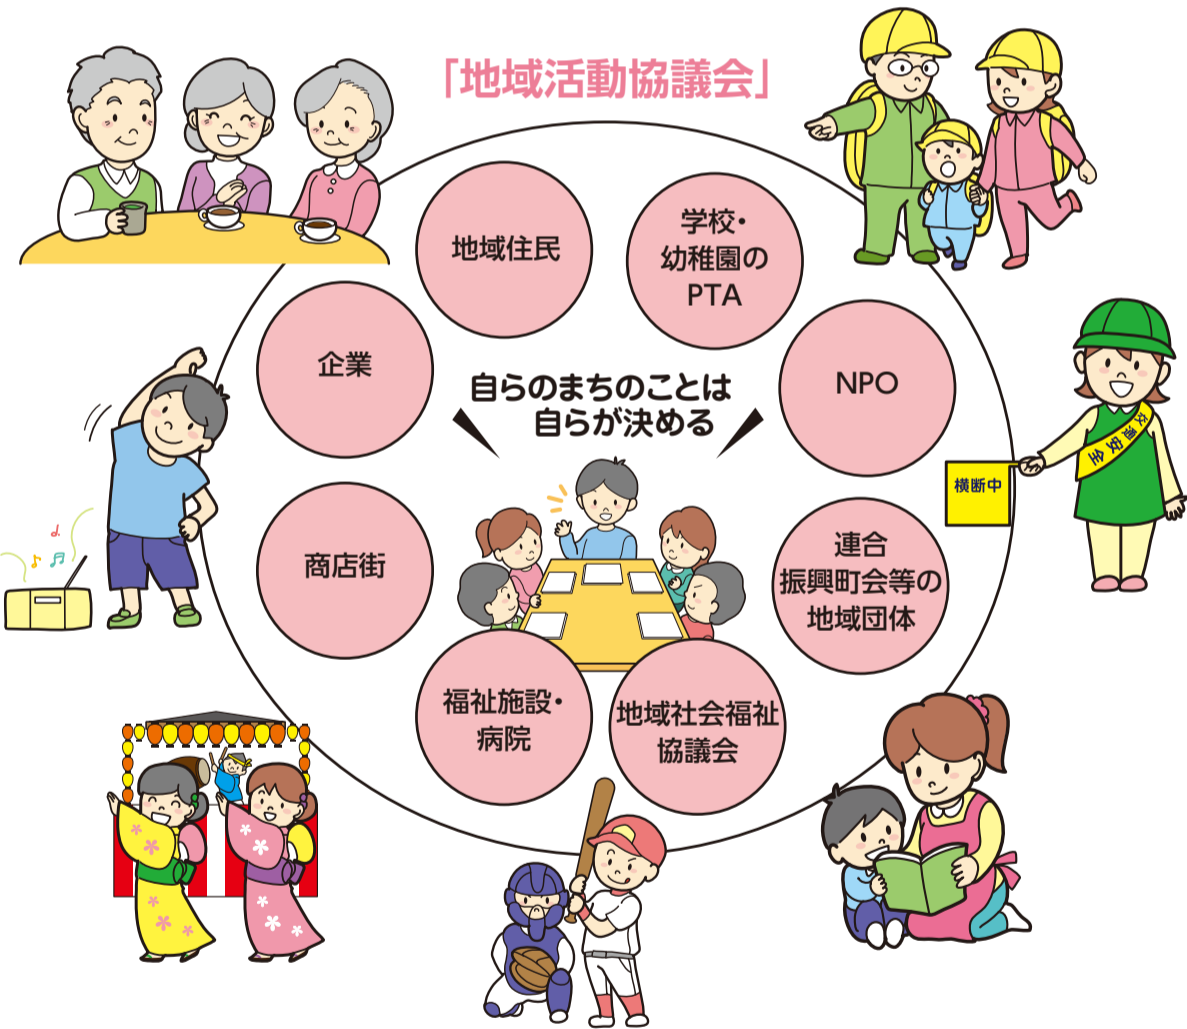 「地域活動協議会」
地域住民
学校・
幼稚園の
PTA
企業
NPO
自らのまちのことは
自らが決める
商店街
連合
振興町会等の
地域団体
福祉施設・
病院
地域社会福祉
協議会
交通安全
横断中